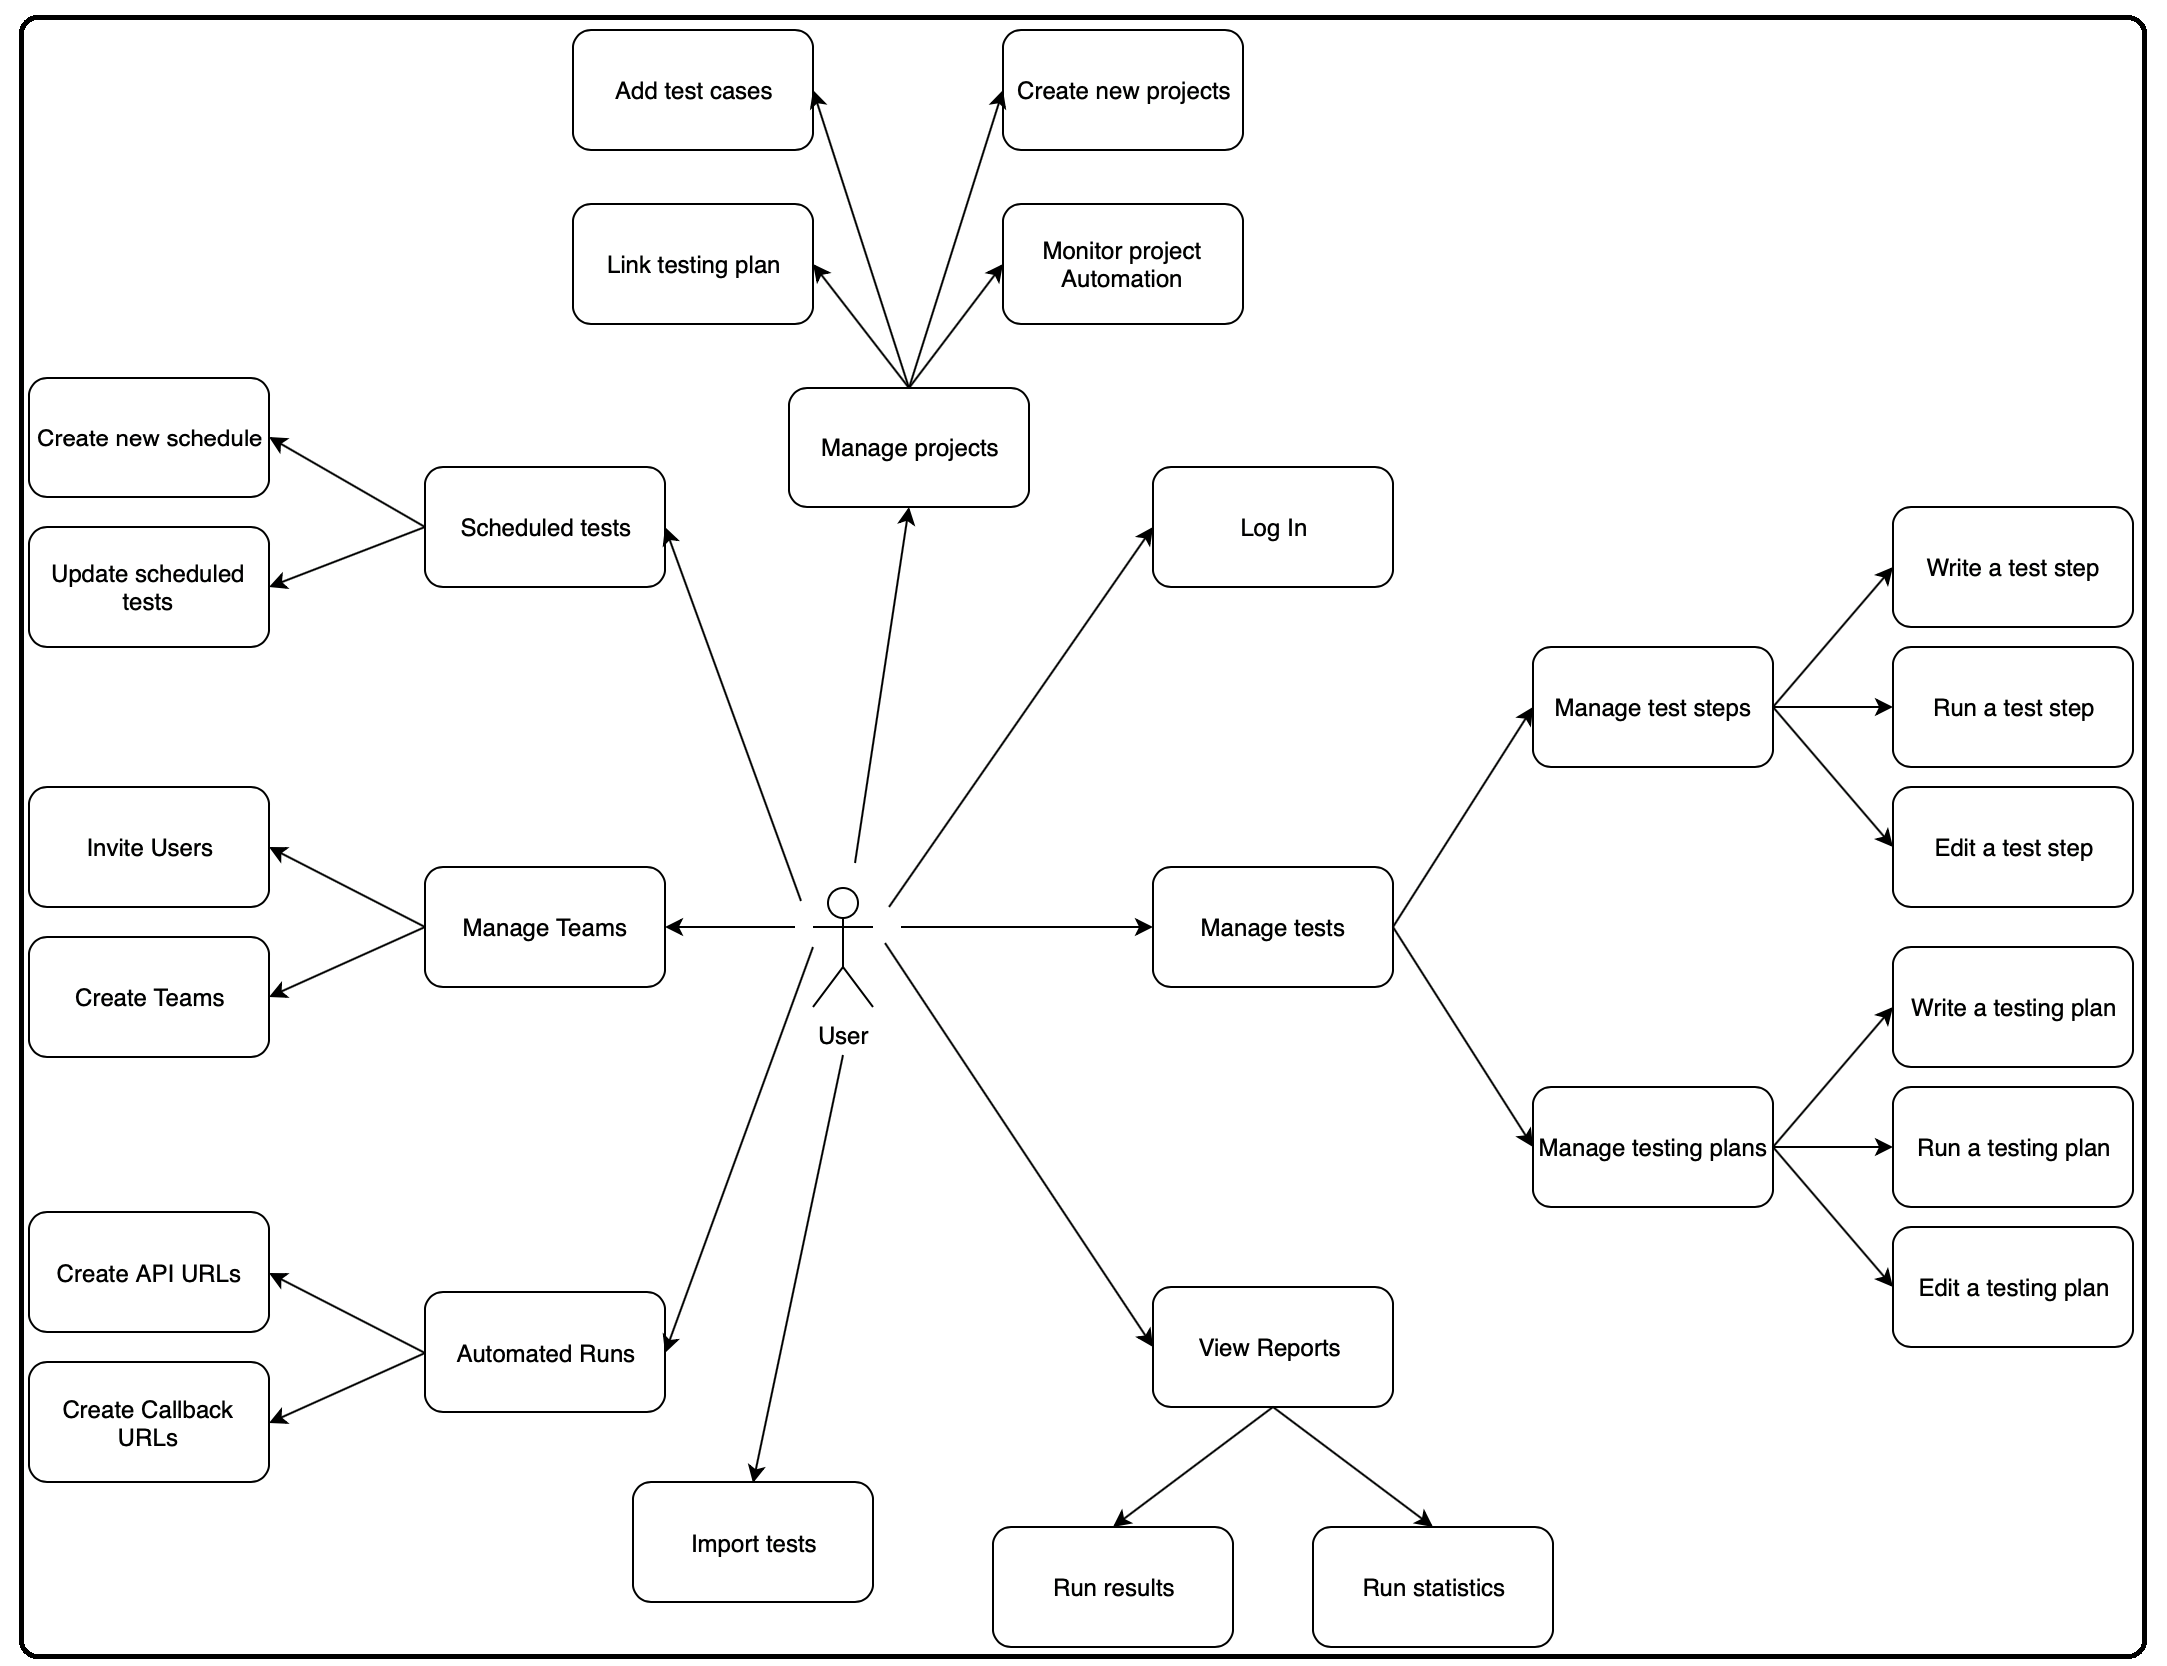 Add test cases
Create new projects
Link testing plan
Monitor project
Automation
Manage projects
Create new schedule
Scheduled tests
Update scheduled
tests
Log In
Write a test step
Manage test steps
Run a test step
Edit a test step
Invite Users
Manage Teams
Create Teams
User
Manage tests
Write a testing plan
Manage testing plans
Run a testing plan
Edit a testing plan
Create API URLs
Automated Runs
Create Callback
URLs
View Reports
Import tests
Run results
Run statistics